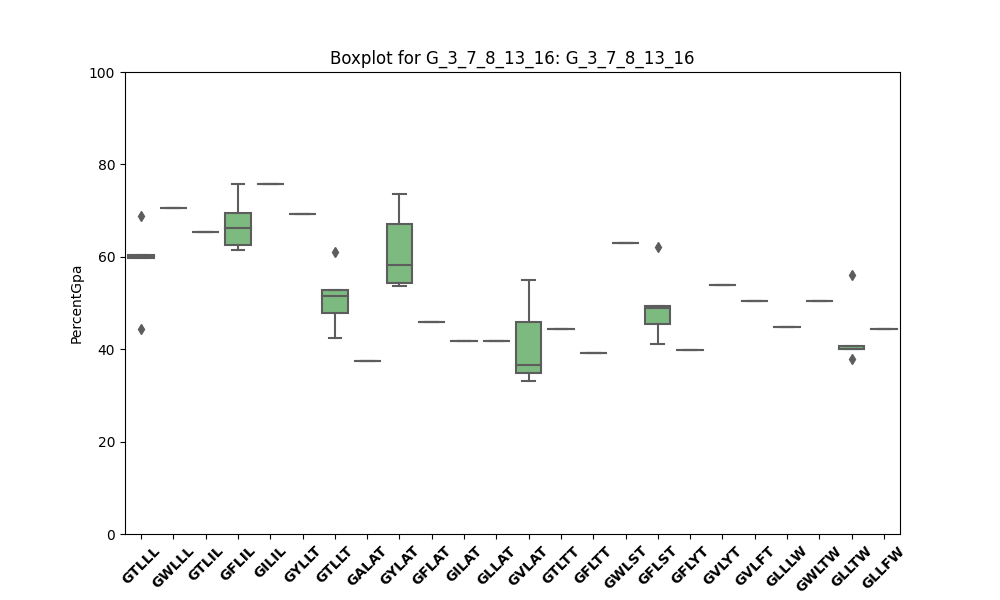 Boxplot for G_3_7_8_13_16: G_3_7_8_13_16
100
80
60
40
20
0
PercentGpa
GTLLL
GWLLL
GTLIL
GFLIL
GILIL
GYLLT
GTLLT
GALAT
GYLAT
GFLAT
GILAT
GLLAT
GVLAT
GTLTT
GFLTT
GWLST
GFLST
GFLYT
GVLYT
GVLFT
GLLLW
GWLTW
GLLTW
GLLFW